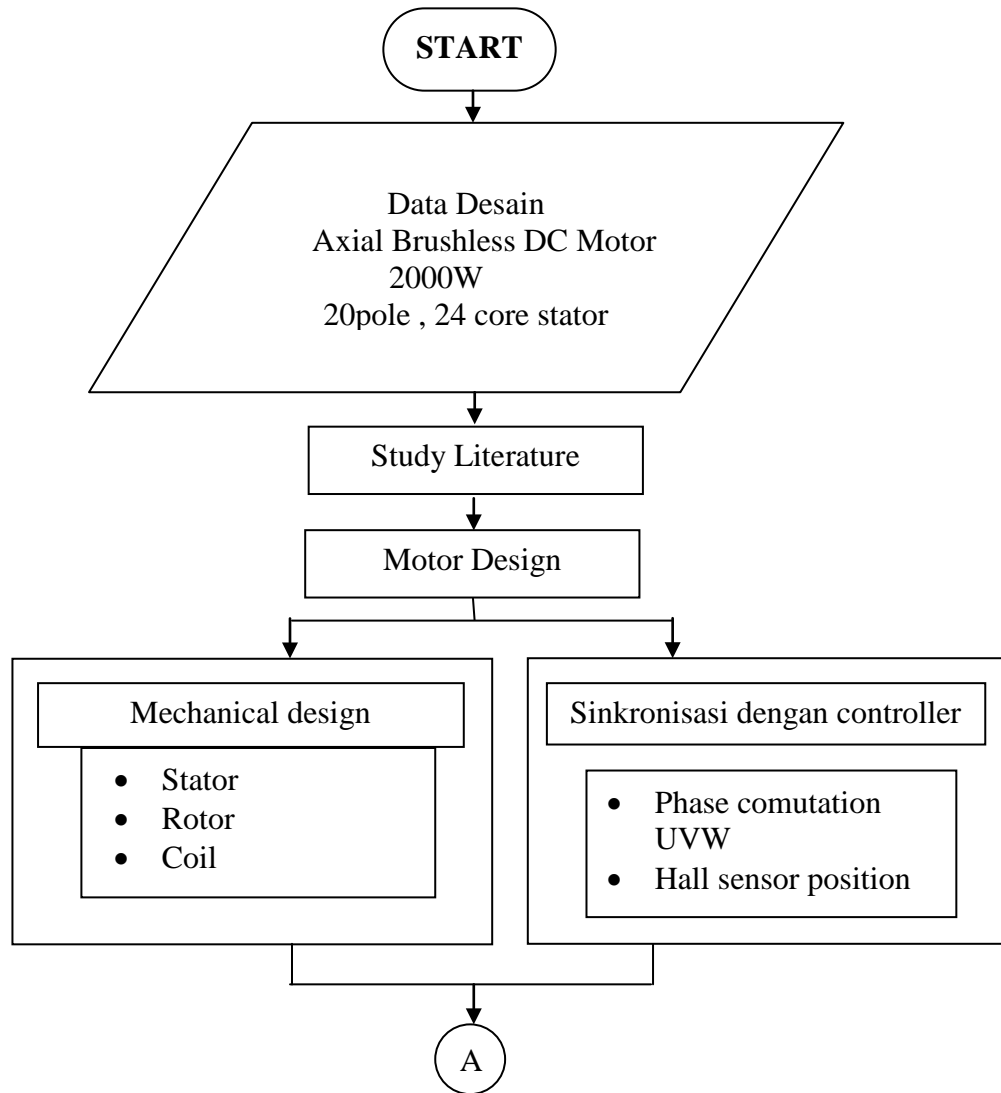 START
Data Desain
Axial Brushless DC Motor
2000W
20pole , 24 core stator
Study Literature
Motor Design
Mechanical design
• Stator
• Rotor
• Coil
Sinkronisasi dengan controller
• Phase comutation
UVW
• Hall sensor position
A